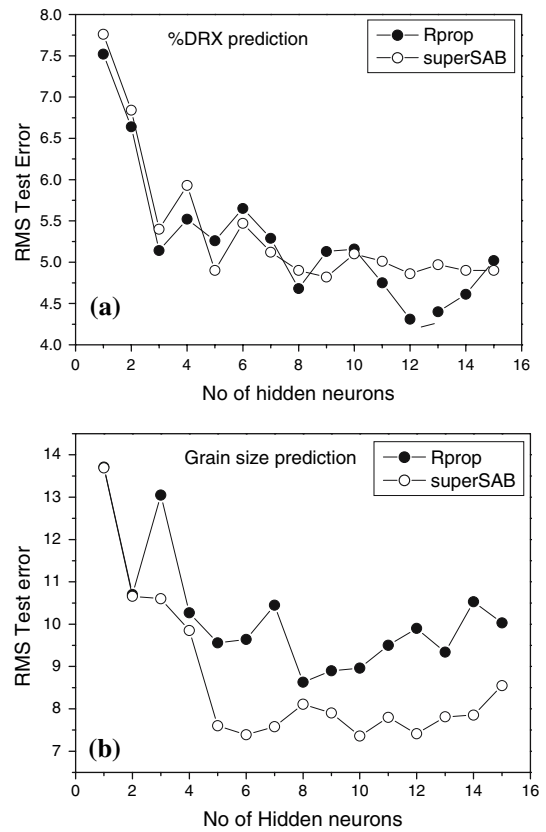 %DRX prediction
Rprop
superSAB
8.0
7.5
7.0
6.5
6.0
5.5
5.0
4.5
4.0
RMS Test Error
(a)
0 2 4 6 8 10 12 14 16
No of hidden neurons
Grain size prediction
Rprop
superSAB
14
13
12
11
10
9
8
7
RMS Test error
(b)
0 2 4 6 8 10 12 14 16
No of Hidden neurons